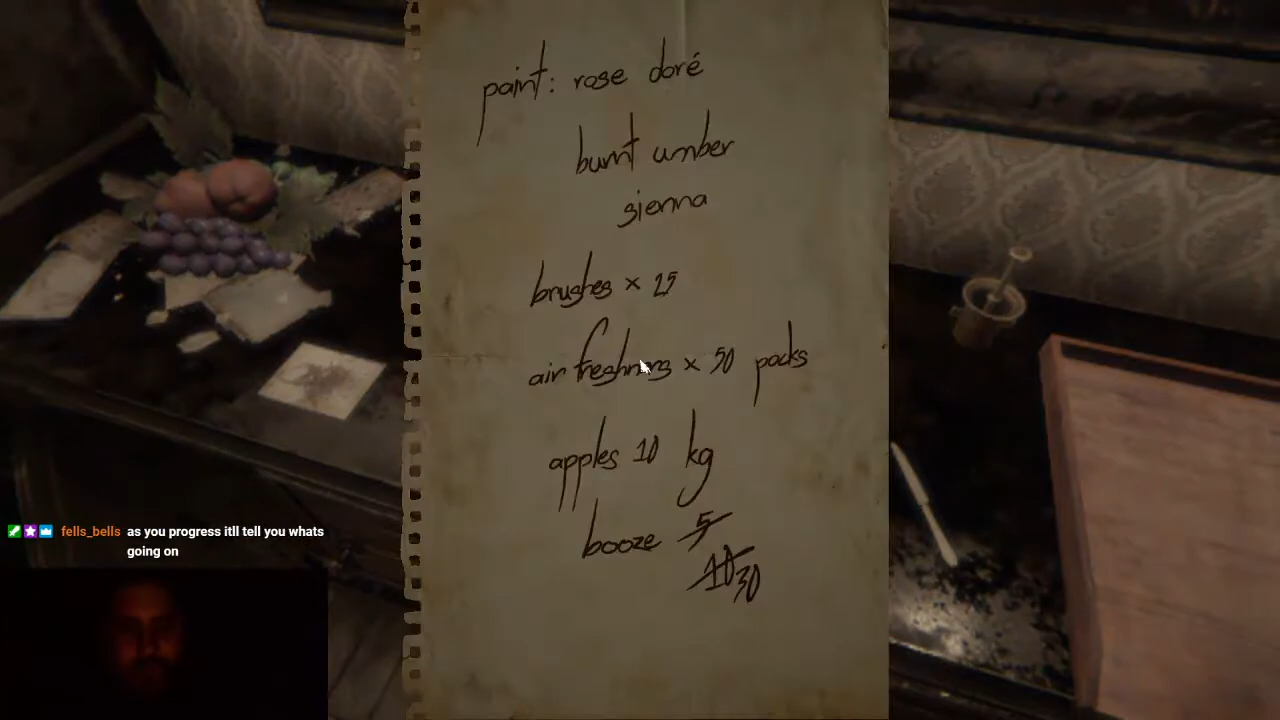 paint: rose doré
burnt umber
sienna
brushes × 25
air freshners × 50 packs
apples 10 kg
booze 5
10 30
fells_bells as you progress itll tell you whats
going on